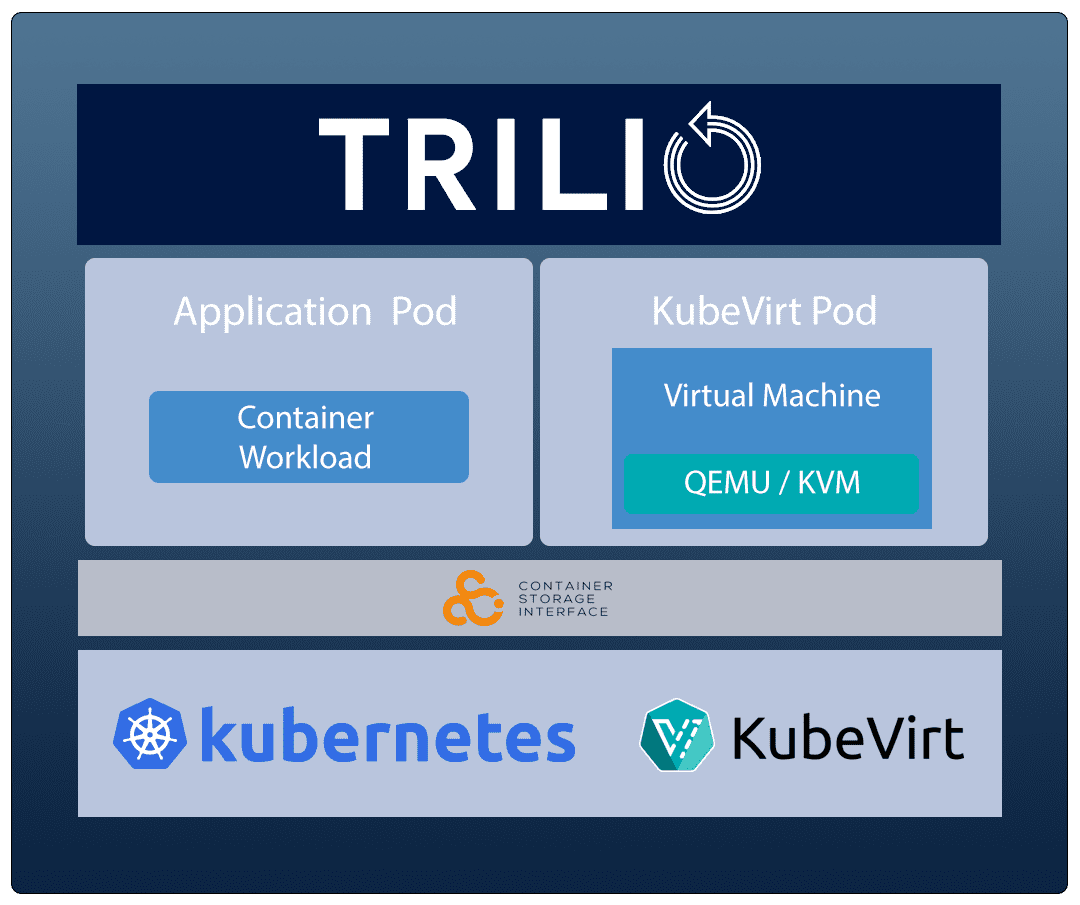 TRILIO
Application Pod
Container
Workload
KubeVirt Pod
Virtual Machine
QEMU / KVM
CONTAINER
STORAGE
INTERFACE
kubernetes
KubeVirt